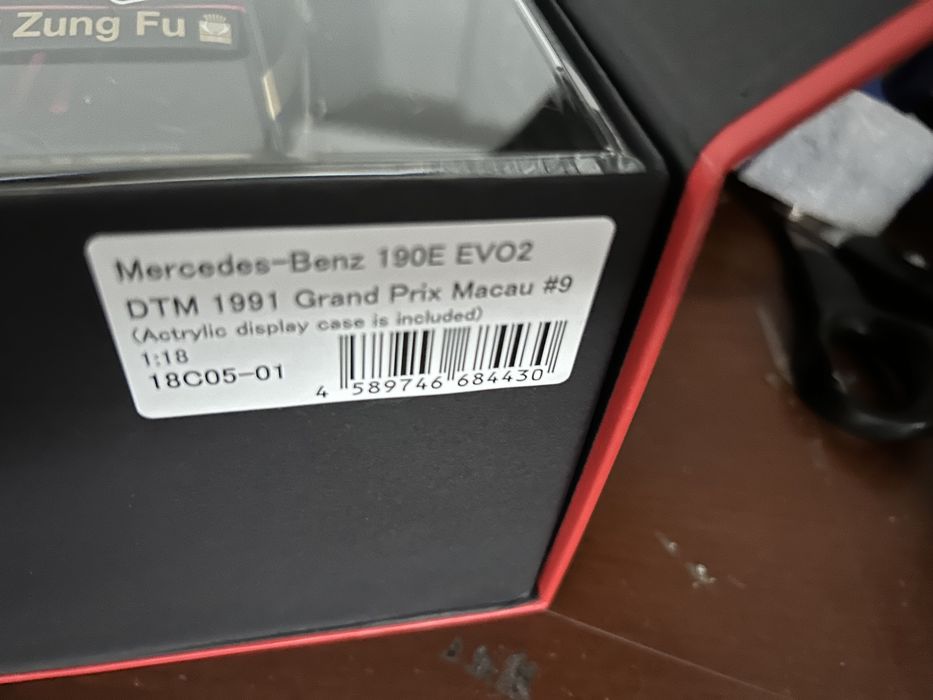 Zung Fu
Mercedes-Benz 190E EVO2
DTM 1991 Grand Prix Macau #9
(Actrylic display case is included)
1:18
18C05-01
4 589746 684430